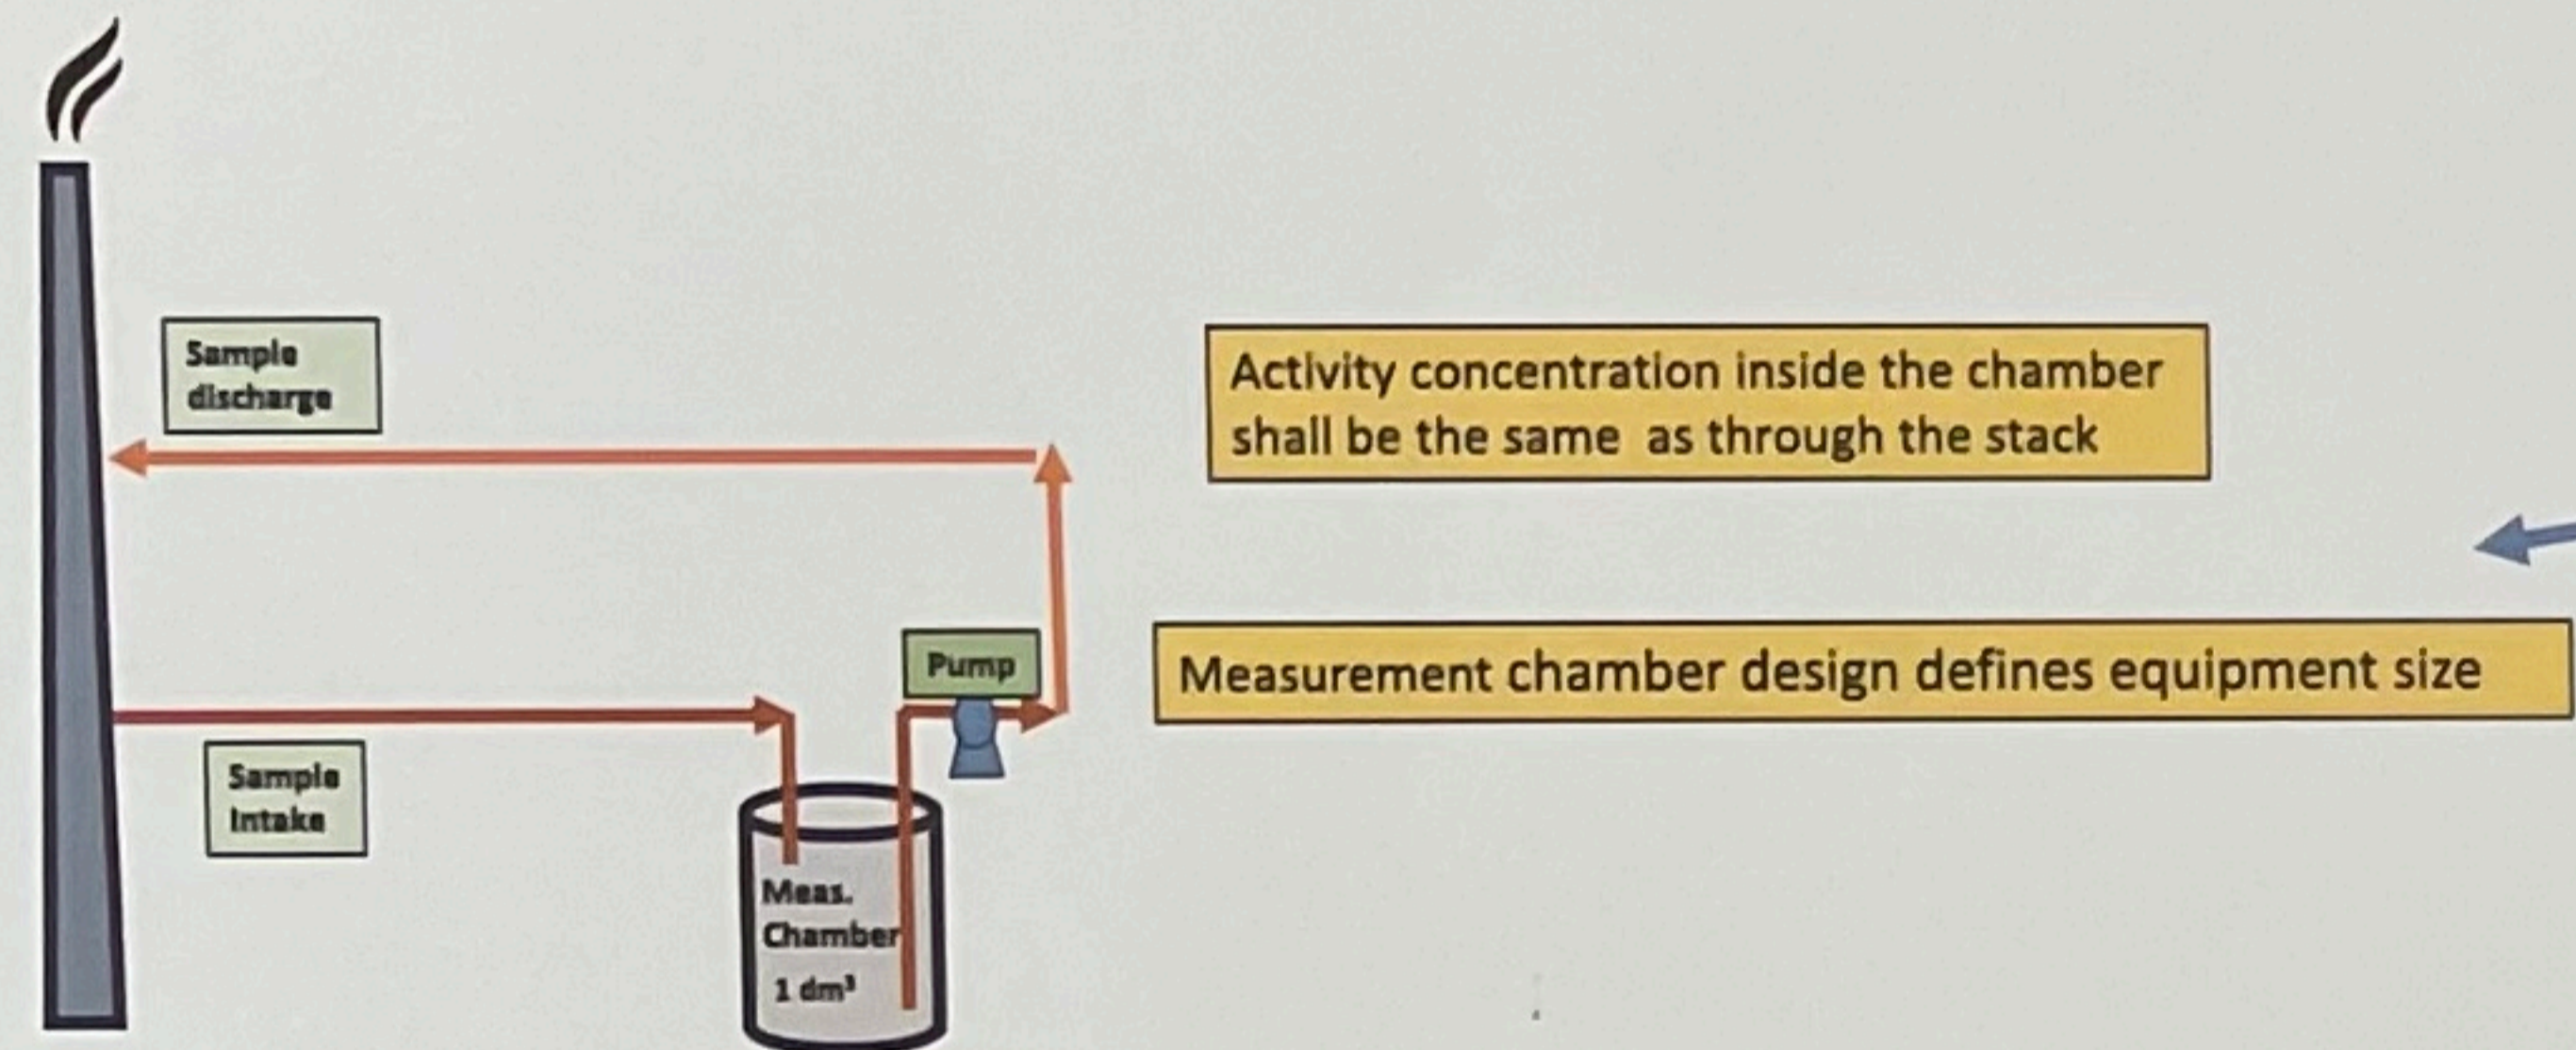 Sample
discharge
Activity concentration inside the chamber
shall be the same as through the stack
Pump
Measurement chamber design defines equipment size
Sample
Intake
Meas.
Chamber
1 dm³